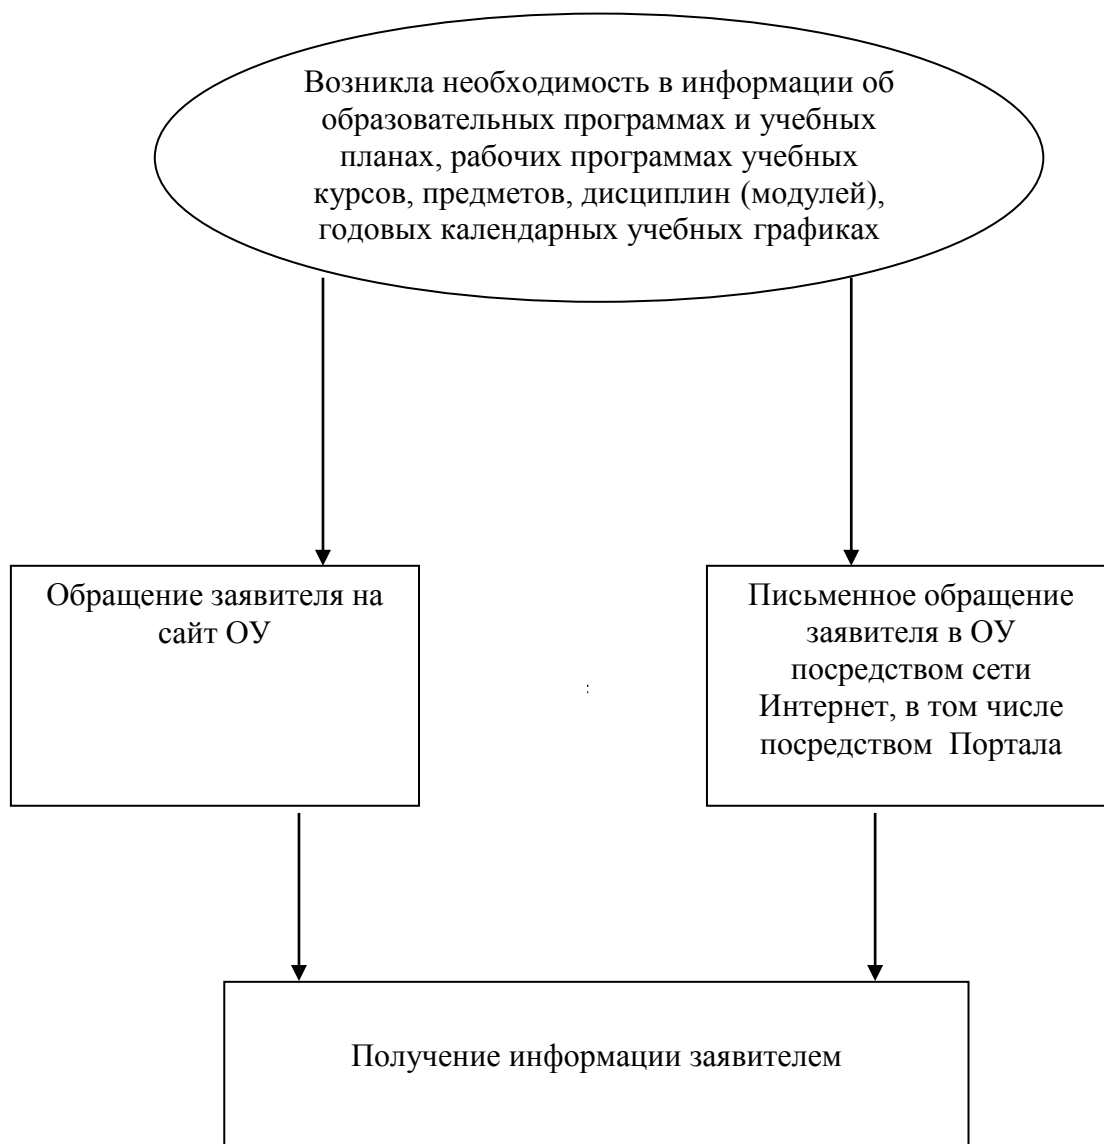 Возникла необходимость в информации об
образовательных программах и учебных
планах, рабочих программах учебных
курсов, предметов, дисциплин (модулей),
годовых календарных учебных графиках
Обращение заявителя на
сайт ОУ
Письменное обращение
заявителя в ОУ
посредством сети
Интернет, в том числе
посредством Портала
:
Получение информации заявителем